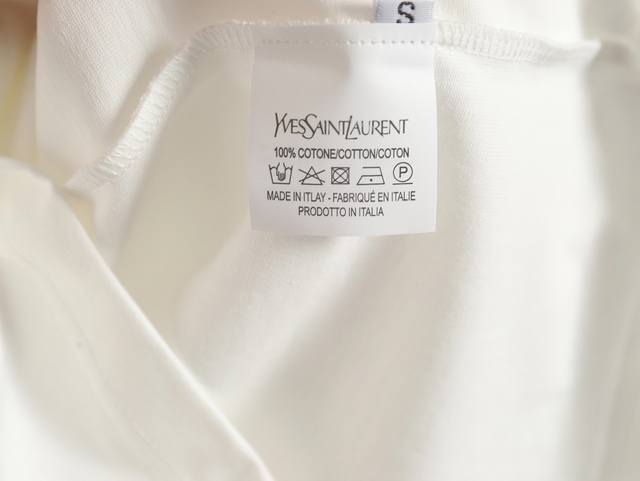 S
YVESSAINTLAURENT
100% COTONE/COTTON/COTON
P
MADE IN ITLAY - FABRIQUÉ EN ITALIE
PRODOTTO IN ITALIA